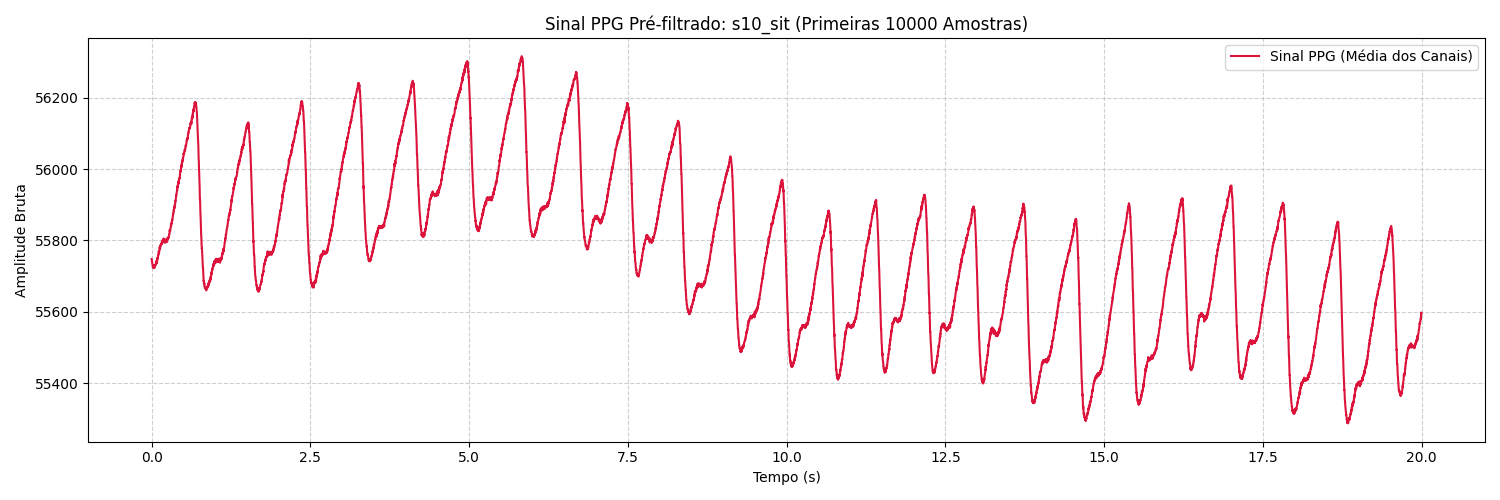 Sinal PPG Pré-filtrado: s10_sit (Primeiras 10000 Amostras)
Sinal PPG (Média dos Canais)
Amplitude Bruta
56200
56000
55800
55600
55400
0.0 2.5 5.0 7.5 10.0 12.5 15.0 17.5 20.0
Tempo (s)